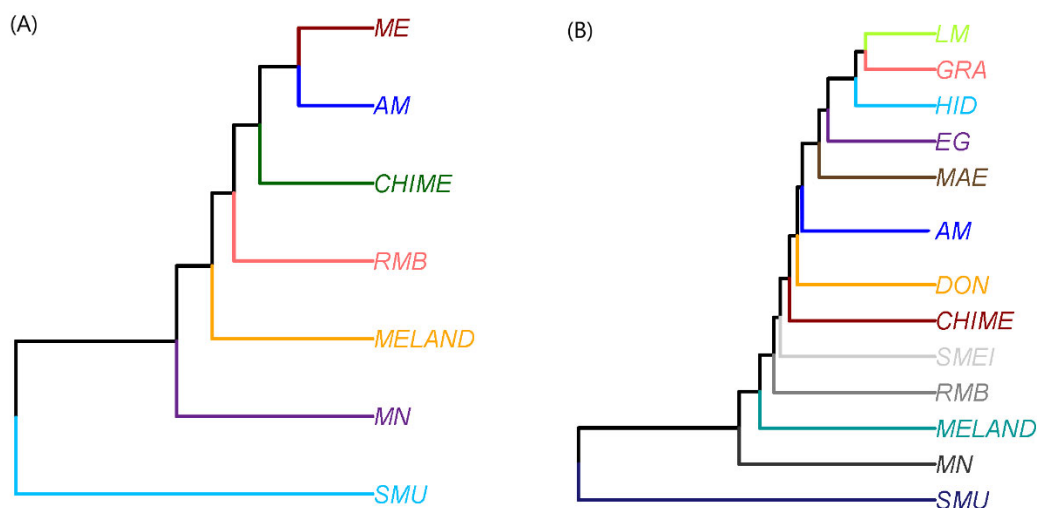 (A)
ME
AM
CHIME
RMB
MELAND
MN
SMU
(B)
LM
GRA
HID
EG
MAE
AM
DON
CHIME
SMEI
RMB
MELAND
MN
SMU